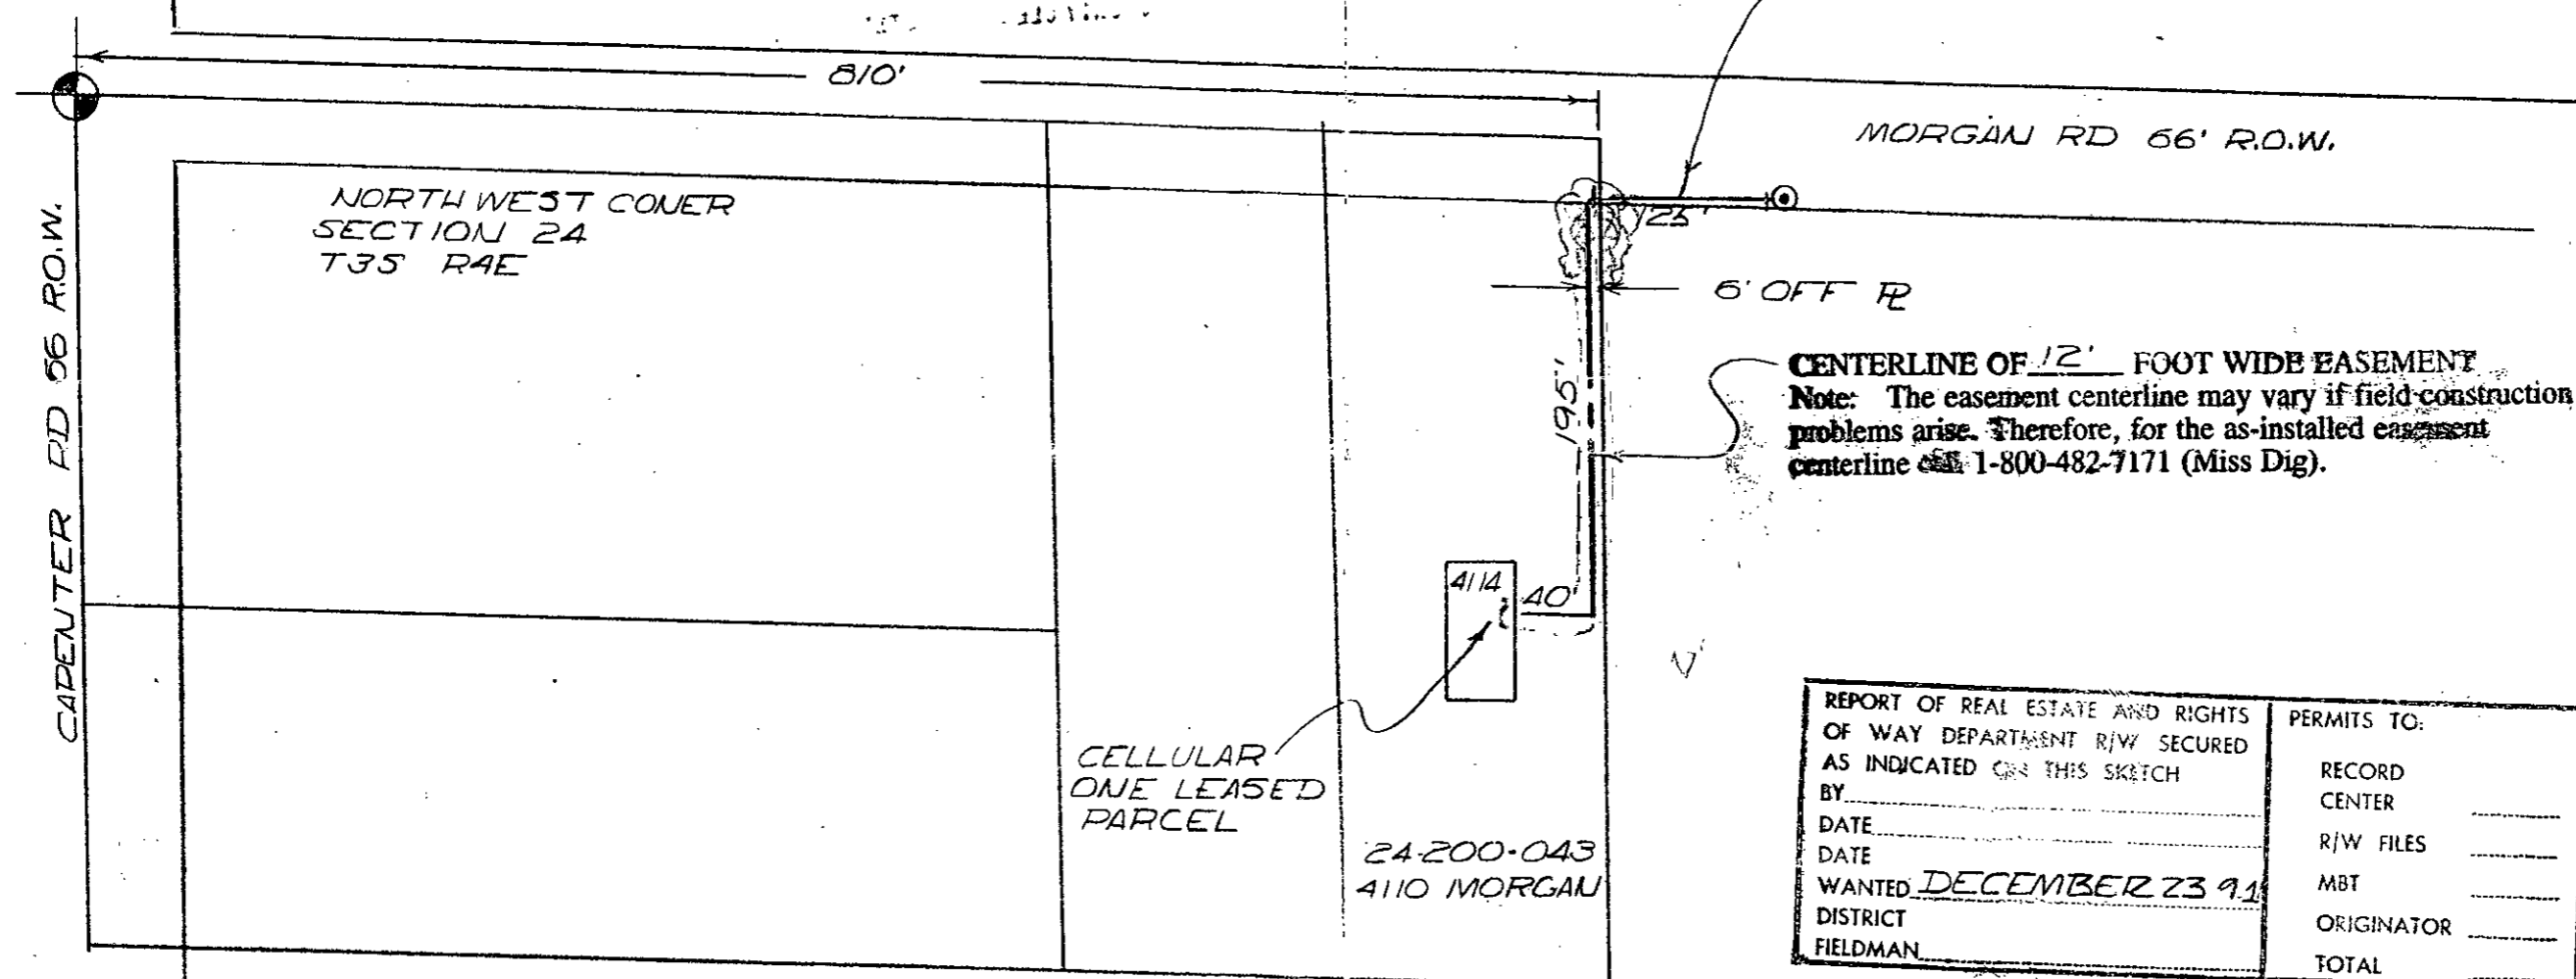 810'
MORGAN RD 66' R.O.W.
NORTH WEST CONER
SECTION 24
T3S R4E
CAPENTER RD 66 R.O.W.
125'
6' OFF PL
195'
CENTERLINE OF 12' FOOT WIDE EASEMENT
Note: The easement centerline may vary if field construction
problems arise. Therefore, for the as-installed easement
centerline call 1-800-482-7171 (Miss Dig).
4114
40'
CELLULAR
ONE LEASED
PARCEL
24-200-043
4110 MORGAN
REPORT OF REAL ESTATE AND RIGHTS
OF WAY DEPARTMENT R/W SECURED
AS INDICATED ON THIS SKETCH
BY
DATE
DATE
WANTED DECEMBER 23 91
DISTRICT
FIELDMAN
PERMITS TO:
RECORD
CENTER
R/W FILES
MBT
ORIGINATOR
TOTAL